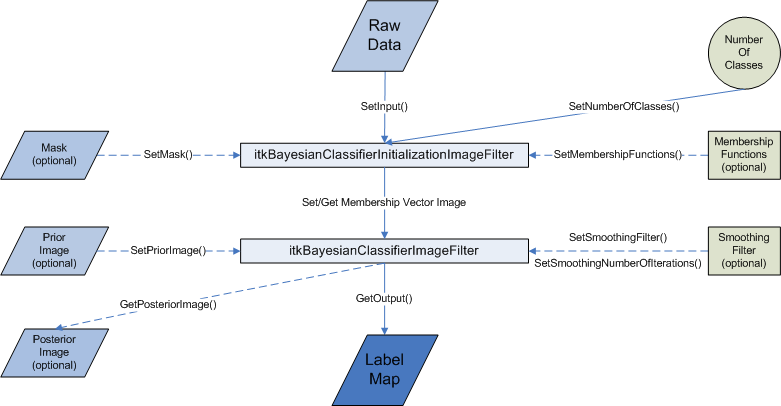 Raw
Data
Number
Of
Classes
SetInput()
SetNumberOfClasses()
Mask
(optional)
SetMask()
itkBayesianClassifierInitializationImageFilter
SetMembershipFunctions()
Membership
Functions
(optional)
Set/Get Membership Vector Image
Prior
Image
(optional)
SetPriorImage()
itkBayesianClassifierImageFilter
SetSmoothingFilter()
SetSmoothingNumberOfIterations()
Smoothing
Filter
(optional)
GetPosteriorImage()
GetOutput()
Posterior
Image
(optional)
Label
Map